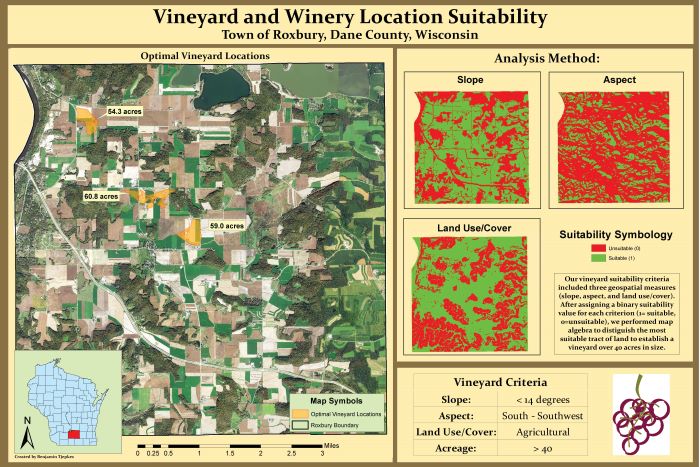 Vineyard and Winery Location Suitability
Town of Roxbury, Dane County, Wisconsin
Optimal Vineyard Locations
54.3 acres
60.8 acres
59.0 acres
Map Symbols
Optimal Vineyard Locations
Roxbury Boundary
N
Created by Benjamin Tjepkes
0 0.25 0.5 1 1.5 2 2.5 3
Miles
Analysis Method:
Slope
Aspect
Land Use/Cover
Suitability Symbology
Unsuitable (0)
Suitable (1)
Our vineyard suitability criteria
included three geospatial measures
(slope, aspect, and land use/cover).
After assigning a binary suitability
value for each criterion (1= suitable,
0=unsuitable), we performed map
algebra to distiguish the most
suitable tract of land to establish a
vineyard over 40 acres in size.
Vineyard Criteria
Slope: < 14 degrees
Aspect: South - Southwest
Land Use/Cover: Agricultural
Acreage: > 40